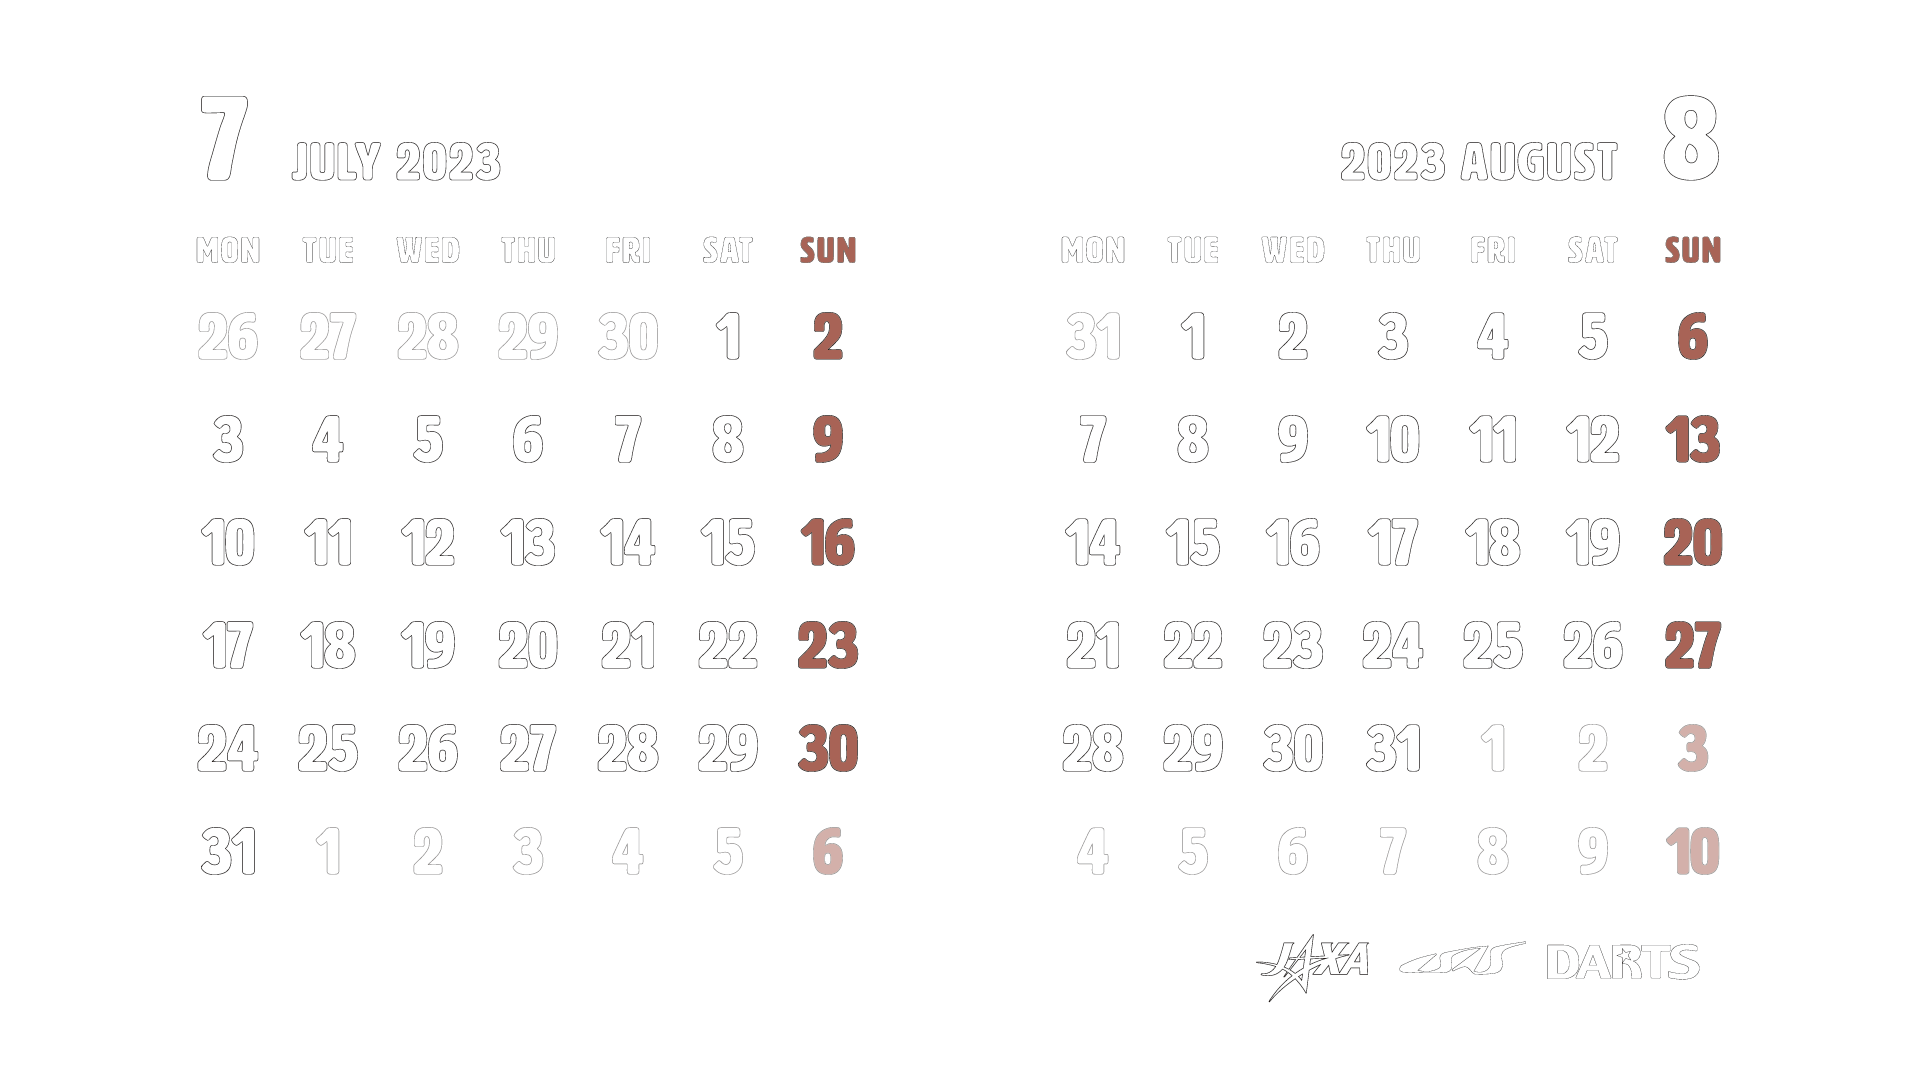 7 JULY 2023
MON TUE WED THU FRI SAT SUN
26 27 28 29 30 1 2
3 4 5 6 7 8 9
10 11 12 13 14 15 16
17 18 19 20 21 22 23
24 25 26 27 28 29 30
31 1 2 3 4 5 6
2023 AUGUST 8
MON TUE WED THU FRI SAT SUN
31 1 2 3 4 5 6
7 8 9 10 11 12 13
14 15 16 17 18 19 20
21 22 23 24 25 26 27
28 29 30 31 1 2 3
4 5 6 7 8 9 10
JAXA ISAS DARTS